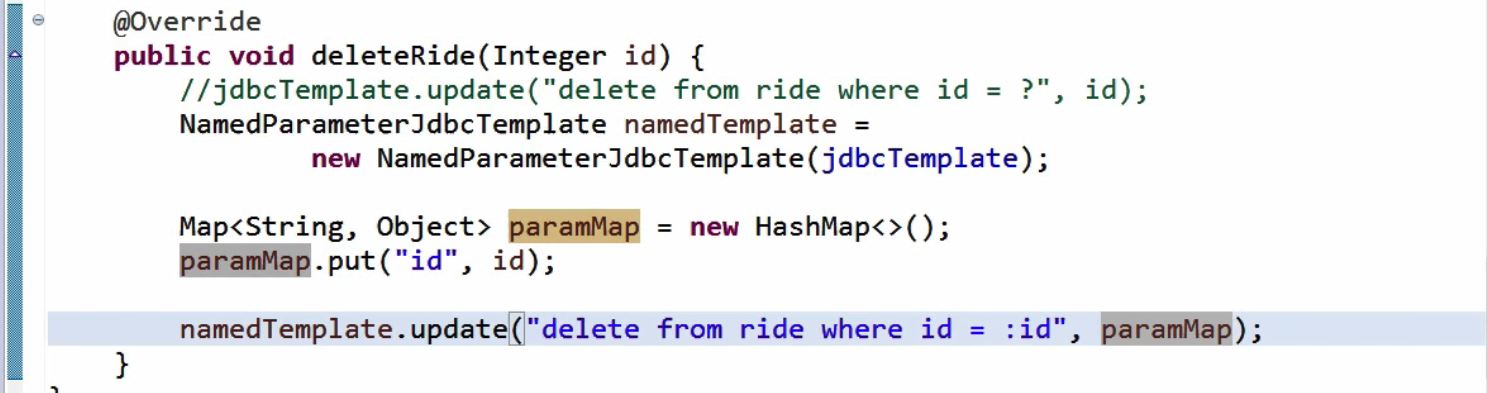 @Override
public void deleteRide(Integer id) {
//jdbcTemplate.update("delete from ride where id = ?", id);
NamedParameterJdbcTemplate namedTemplate =
new NamedParameterJdbcTemplate(jdbcTemplate);
Map<String, Object> paramMap = new HashMap<>();
paramMap.put("id", id);
namedTemplate.update("delete from ride where id = :id", paramMap);
}